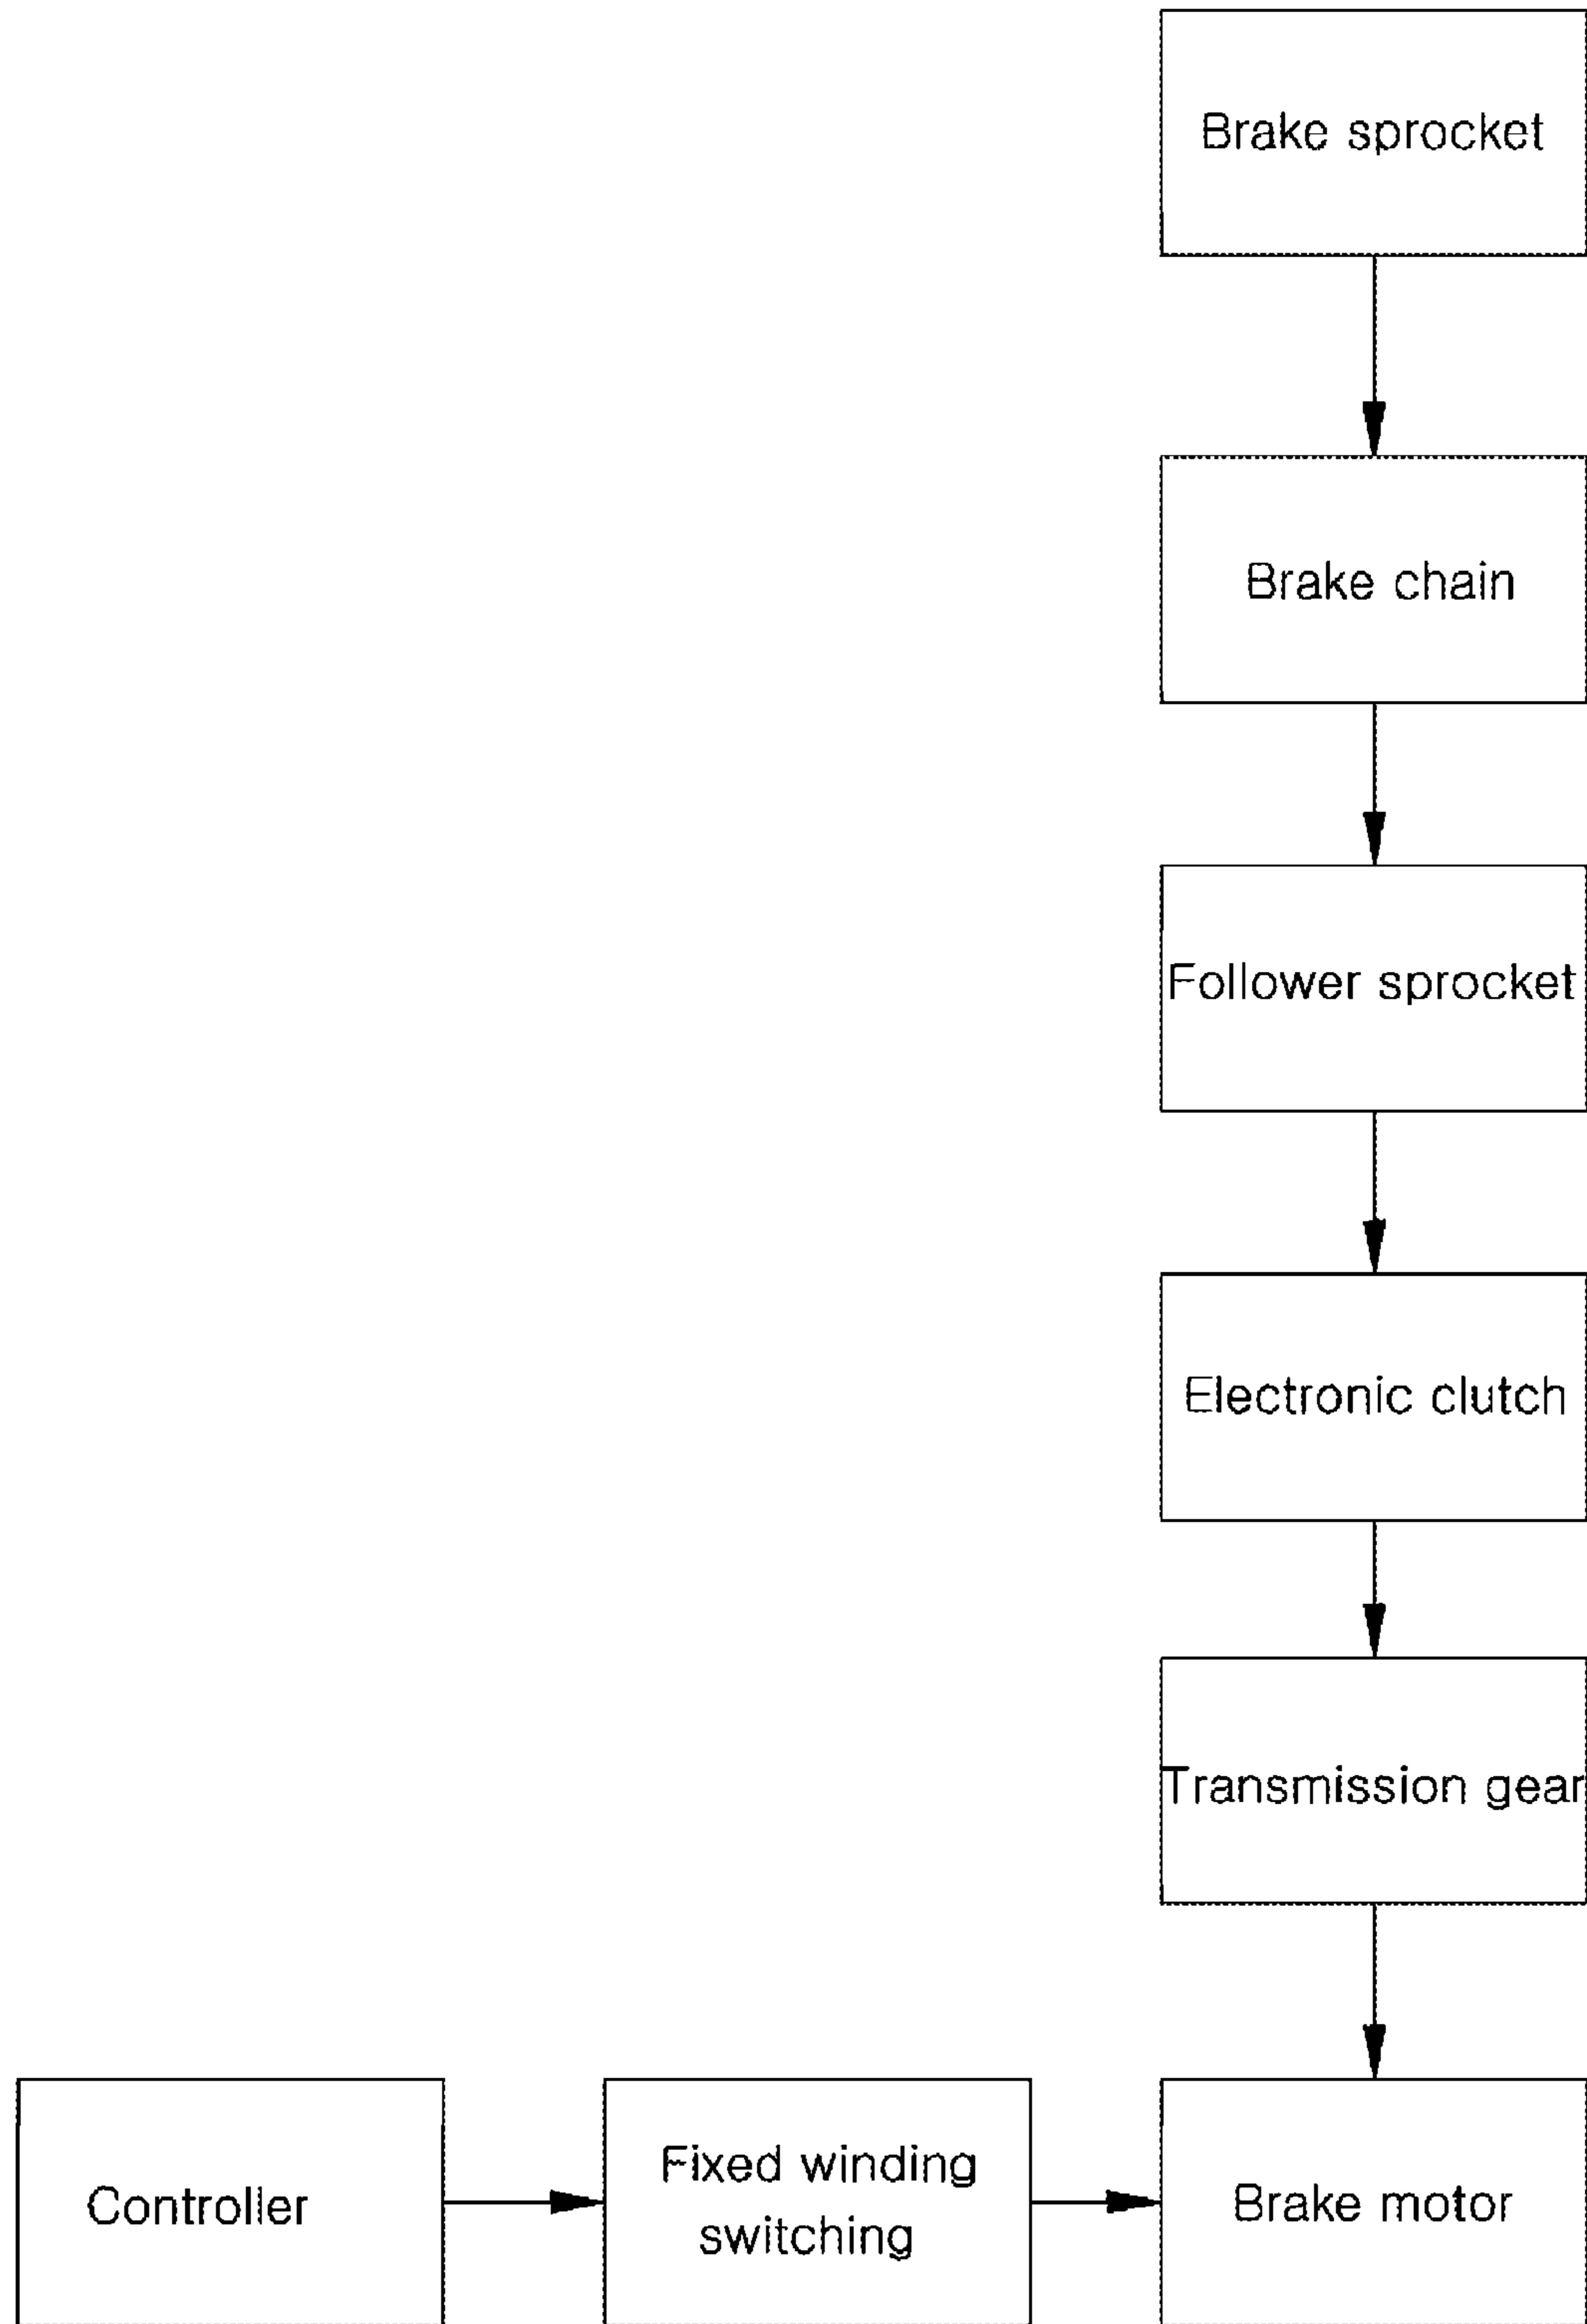 Brake sprocket
Brake chain
Follower sprocket
Electronic clutch
Transmission gear
Controller
Fixed winding
switching
Brake motor